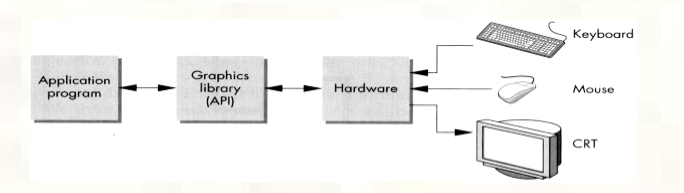 Application
program
Graphics
library
(API)
Hardware
Keyboard
Mouse
CRT